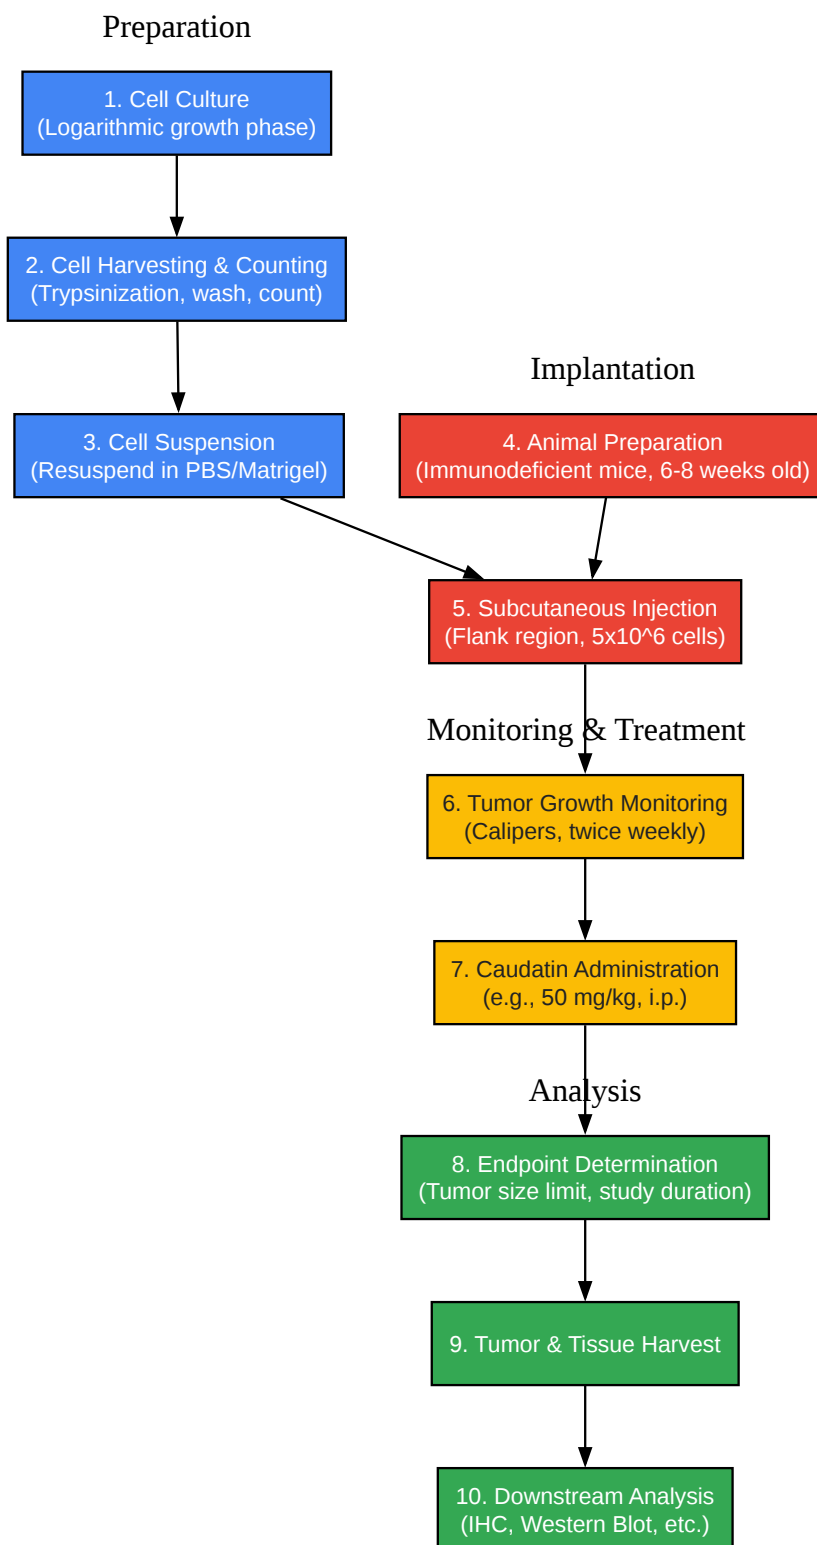 Preparation
1. Cell Culture
(Logarithmic growth phase)
2. Cell Harvesting & Counting
(Trypsinization, wash, count)
3. Cell Suspension
(Resuspend in PBS/Matrigel)
Implantation
4. Animal Preparation
(Immunodeficient mice, 6-8 weeks old)
5. Subcutaneous Injection
(Flank region, 5x10^6 cells)
Monitoring & Treatment
6. Tumor Growth Monitoring
(Calipers, twice weekly)
7. Caudatin Administration
(e.g., 50 mg/kg, i.p.)
Analysis
8. Endpoint Determination
(Tumor size limit, study duration)
9. Tumor & Tissue Harvest
10. Downstream Analysis
(IHC, Western Blot, etc.)